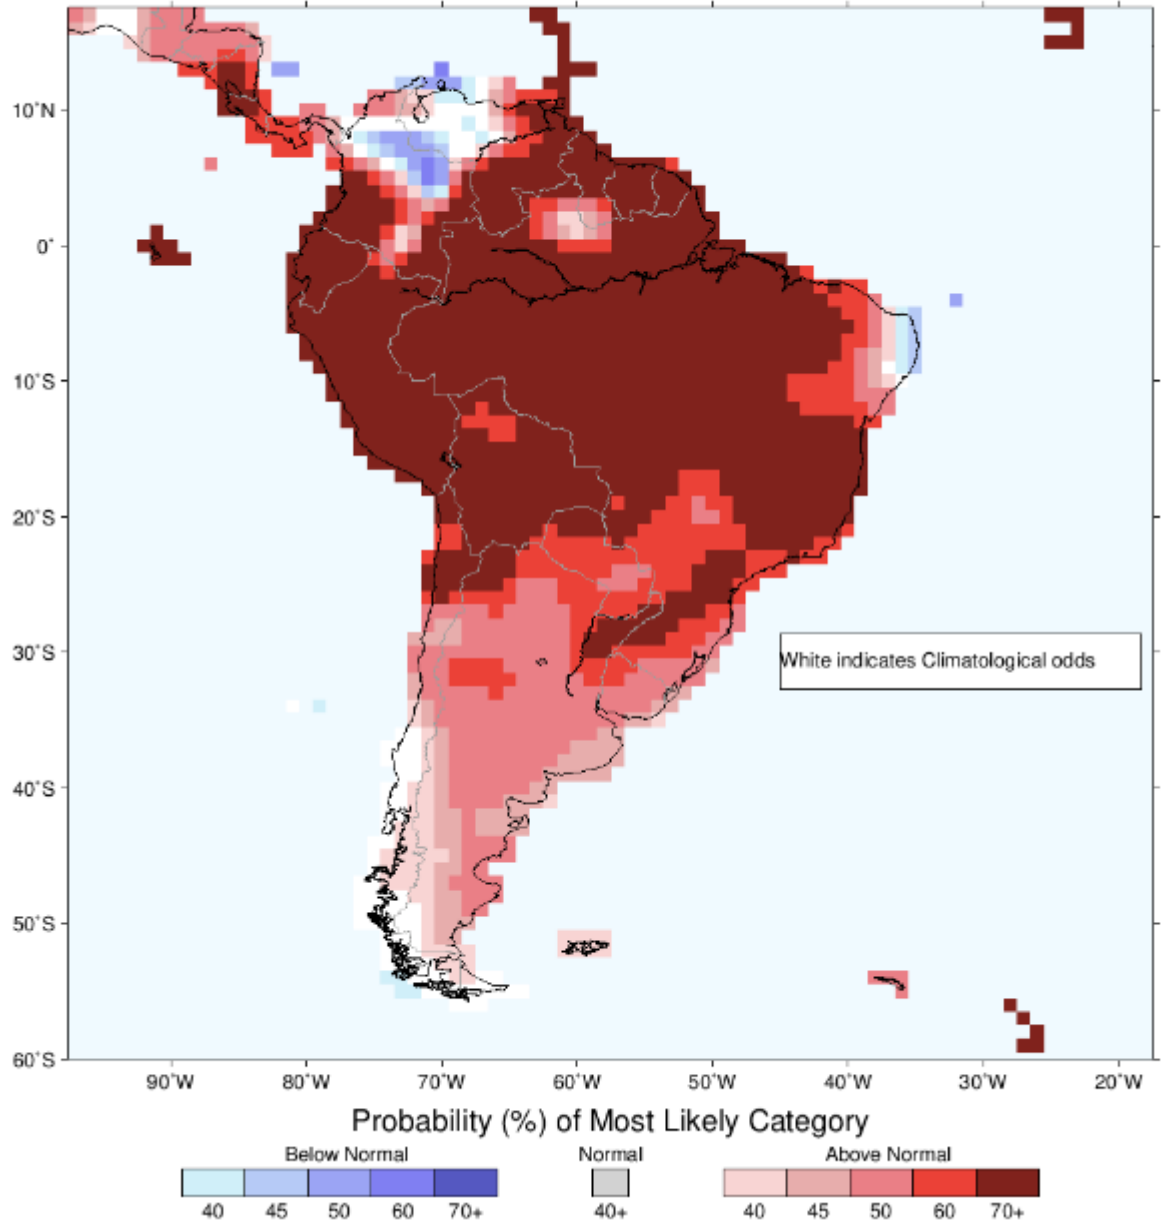 10˚N
0˚
10˚S
20˚S
30˚S
White indicates Climatological odds
40˚S
50˚S
60˚S
90˚W 80˚W 70˚W 60˚W 50˚W 40˚W 30˚W 20˚W
Probability (%) of Most Likely Category
Below Normal Normal Above Normal
40 45 50 60 70+ 40+ 40 45 50 60 70+